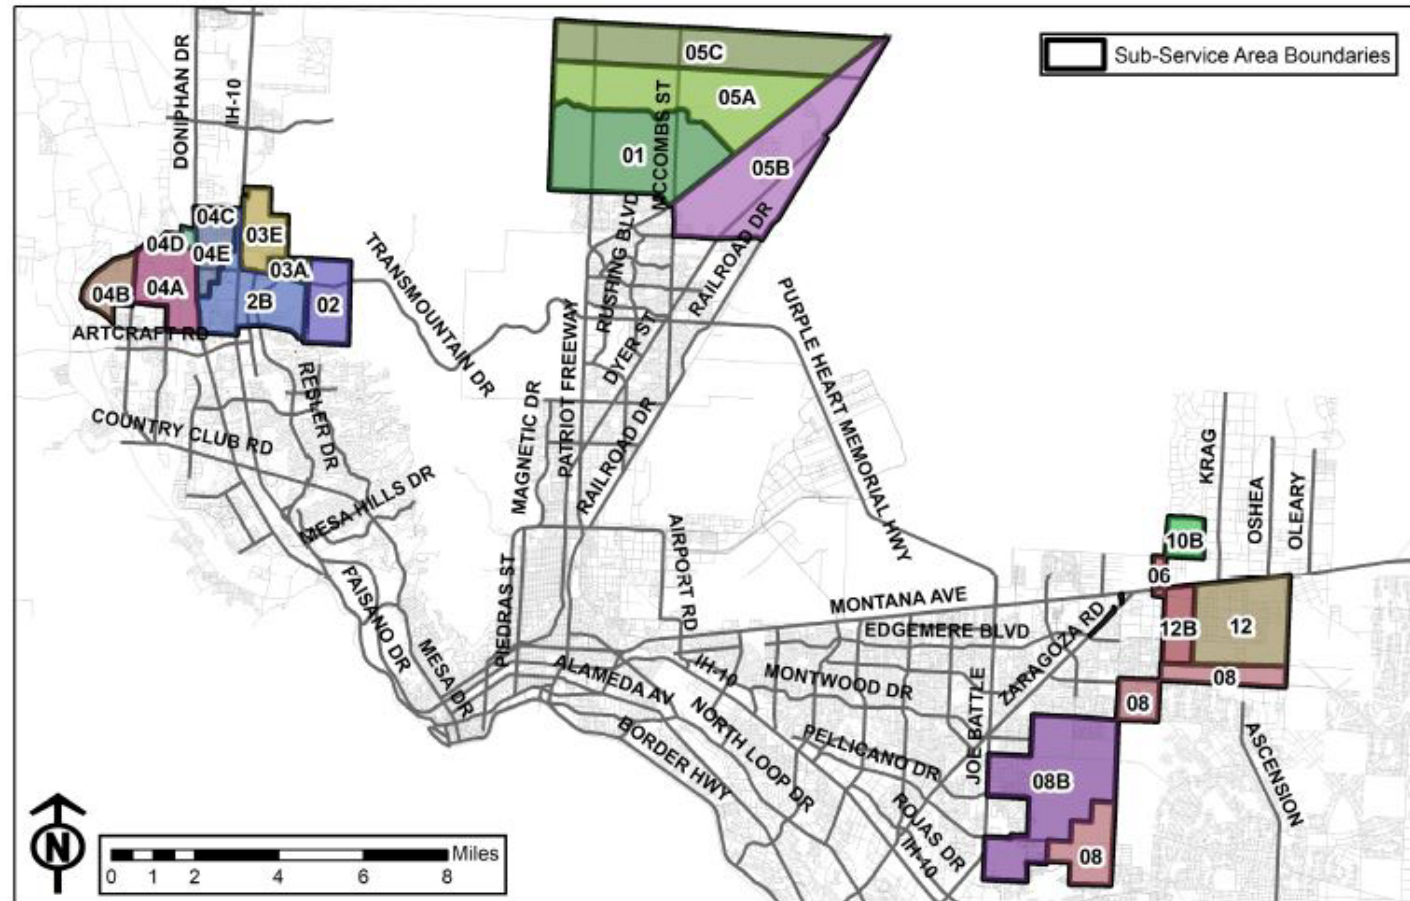 Sub-Service Area Boundaries
DONIPHAN DR
IH-10
05C
05A
01
05B
MCCOMBS ST
04C
03E
04D
04E
03A
04B
04A
2B
02
ARTCRAFT RD
TRANSMOUNTAIN DR
RUSHING BLVD
RAILROAD DR
DYER ST
PATRIOT FREEWAY
PURPLE HEART MEMORIAL HWY
RESLER DR
COUNTRY CLUB RD
MESA HILLS DR
MAGNETIC DR
RAILROAD DR
AIRPORT RD
KRAG
OSHEA
OLEARY
10B
06
12B
12
08
PIEDRAS ST
FAISANO DR
MESA DR
MONTANA AVE
EDGEMERE BLVD
ZARAGOZA RD
IH-10
ALAMEDA AV
MONTWOOD DR
NORTH LOOP DR
BORDER HWY
PELLICANO DR
JOE BATTLE
08
08B
08
ROJAS DR
IH-40
ASCENSION
N
0 1 2 4 6 8 Miles